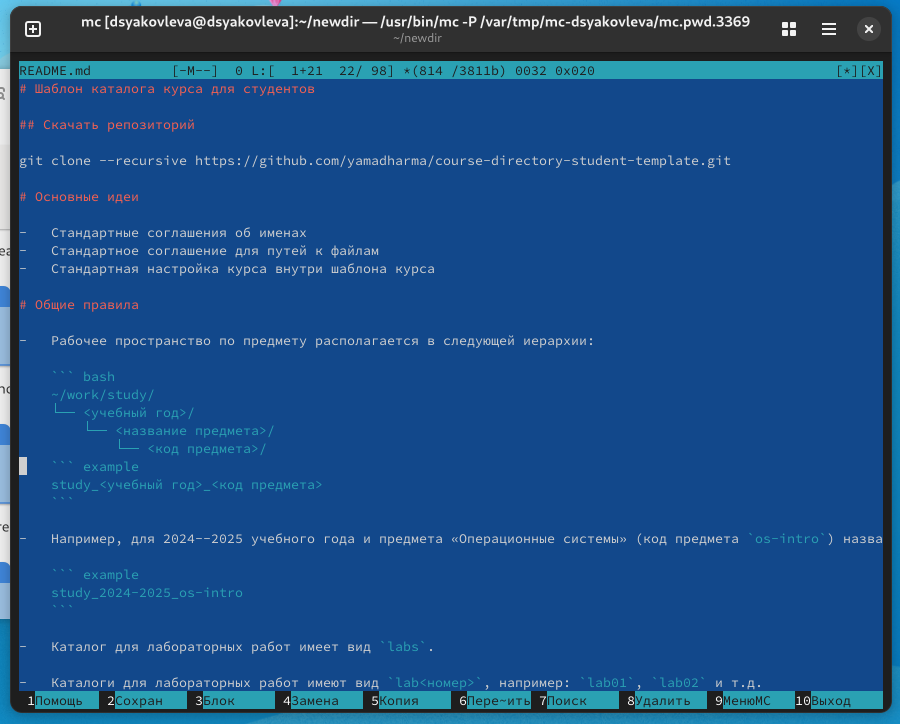 mc [dsyakovleva@dsyakovleva]:~/newdir — /usr/bin/mc -P /var/tmp/mc-dsyakovleva/mc.pwd.3369
~/newdir
README.md [-M--] 0 L:[ 1+21 22/ 98] *(814 /3811b) 0032 0x020 [*][X]
# Шаблон каталога курса для студентов
## Скачать репозиторий
git clone --recursive https://github.com/yamadharma/course-directory-student-template.git
# Основные идеи
- Стандартные соглашения об именах
- Стандартное соглашение для путей к файлам
- Стандартная настройка курса внутри шаблона курса
# Общие правила
- Рабочее пространство по предмету располагается в следующей иерархии:
``` bash
~/work/study/
└── <учебный год>/
└── <название предмета>/
└── <код предмета>/
``` example
study_<учебный год>_<код предмета>
```
- Например, для 2024--2025 учебного года и предмета «Операционные системы» (код предмета `os-intro`) назва
``` example
study_2024-2025_os-intro
```
- Каталог для лабораторных работ имеет вид `labs`.
- Каталоги для лабораторных работ имеют вид `lab<номер>`, например: `lab01`, `lab02` и т.д.
1Помощь 2Сохран 3Блок 4Замена 5Копия 6Пере~ить 7Поиск 8Удалить 9МенюMC 10Выход